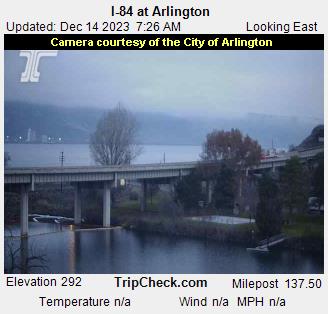 I-84 at Arlington
Updated: Dec 14 2023 7:26 AM Looking East
Camera courtesy of the City of Arlington
Elevation 292 TripCheck.com Milepost 137.50
Temperature n/a Wind n/a MPH n/a